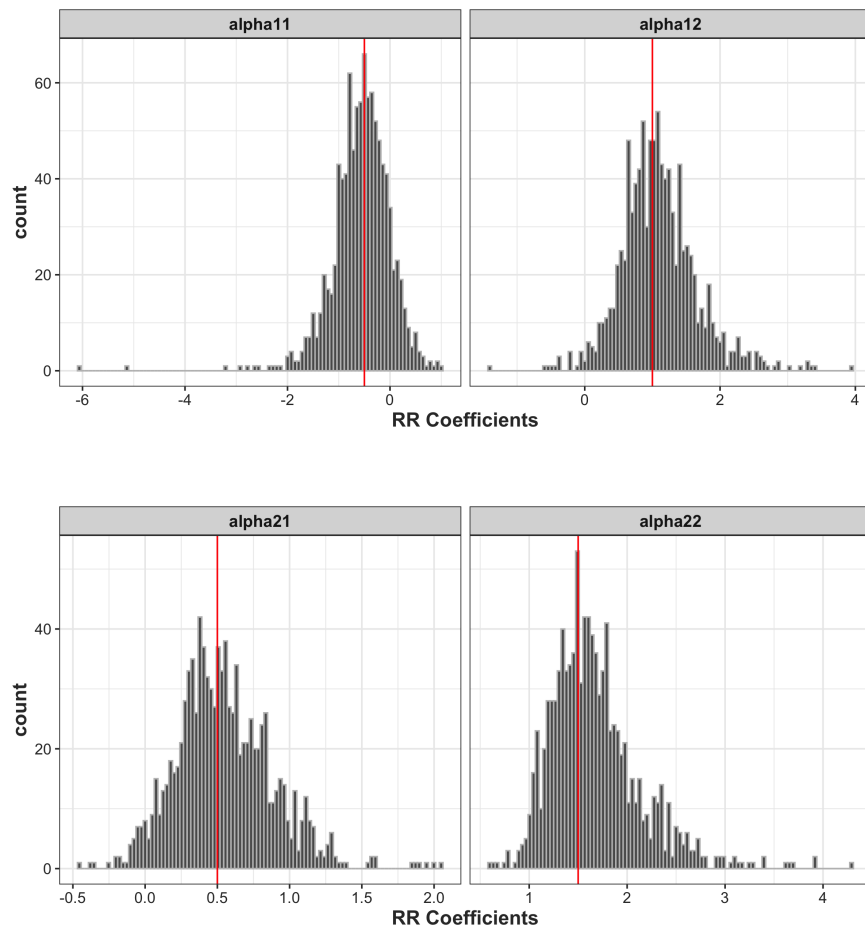 alpha11 alpha12
60
40
20
0
count
-6 -4 -2 0 0 2 4
RR Coefficients
alpha21 alpha22
40
20
0
count
-0.5 0.0 0.5 1.0 1.5 2.0 1 2 3 4
RR Coefficients